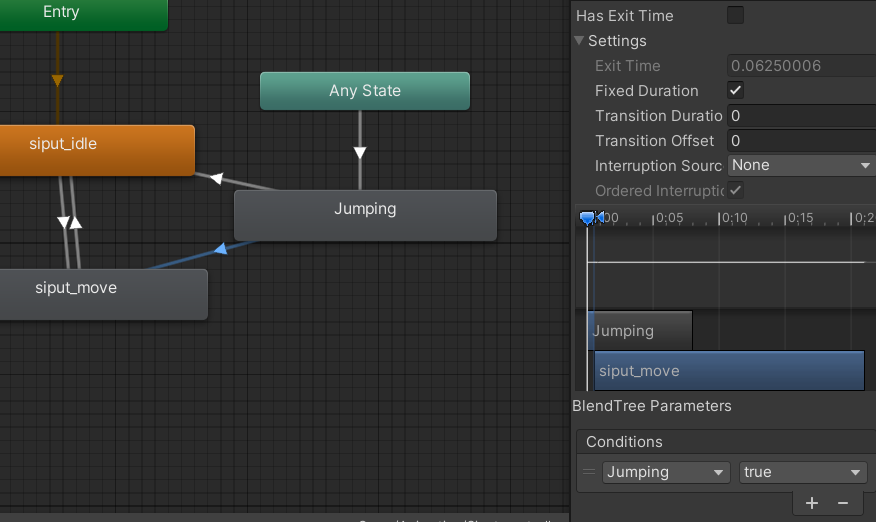 Entry
Any State
siput_idle
Jumping
siput_move
Has Exit Time
Settings
Exit Time 0.06250006
Fixed Duration
Transition Duratio 0
Transition Offset 0
Interruption Sourc None
Ordered Interruptic
:00 0:05 0:10 0:15 0:2
Jumping
siput_move
BlendTree Parameters
Conditions
Jumping true